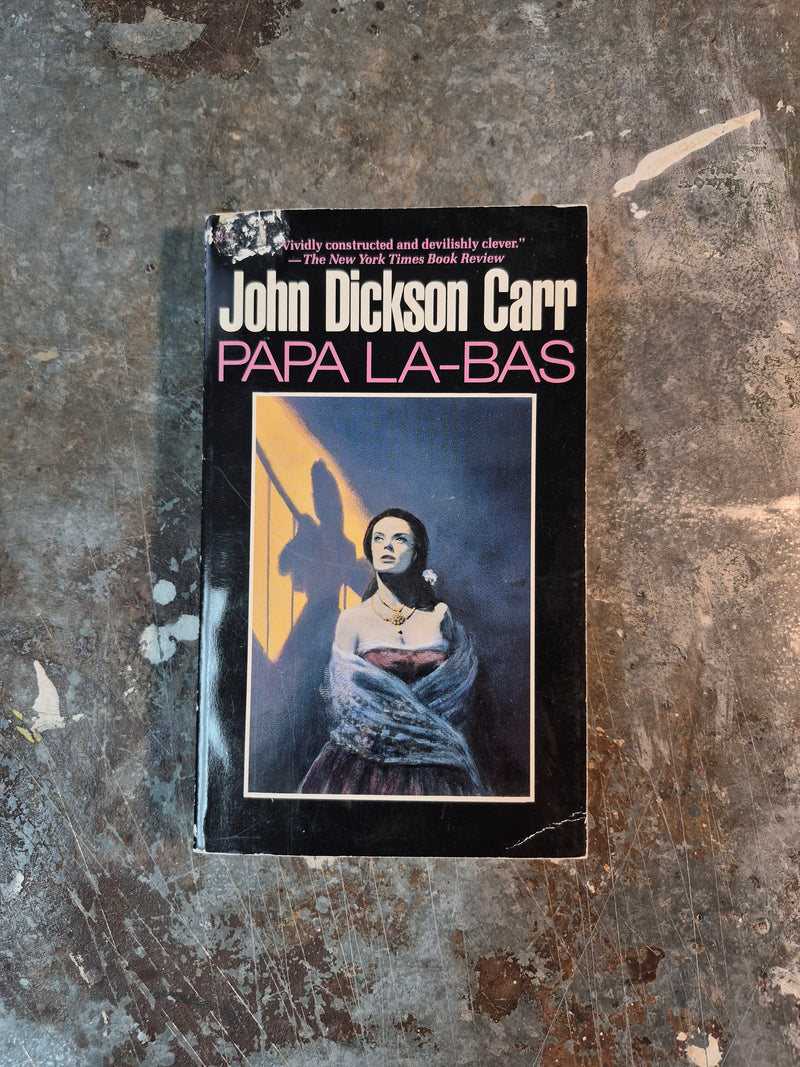 Vividly constructed and devilishly clever."
—The New York Times Book Review
John Dickson Carr
PAPA LA-BAS